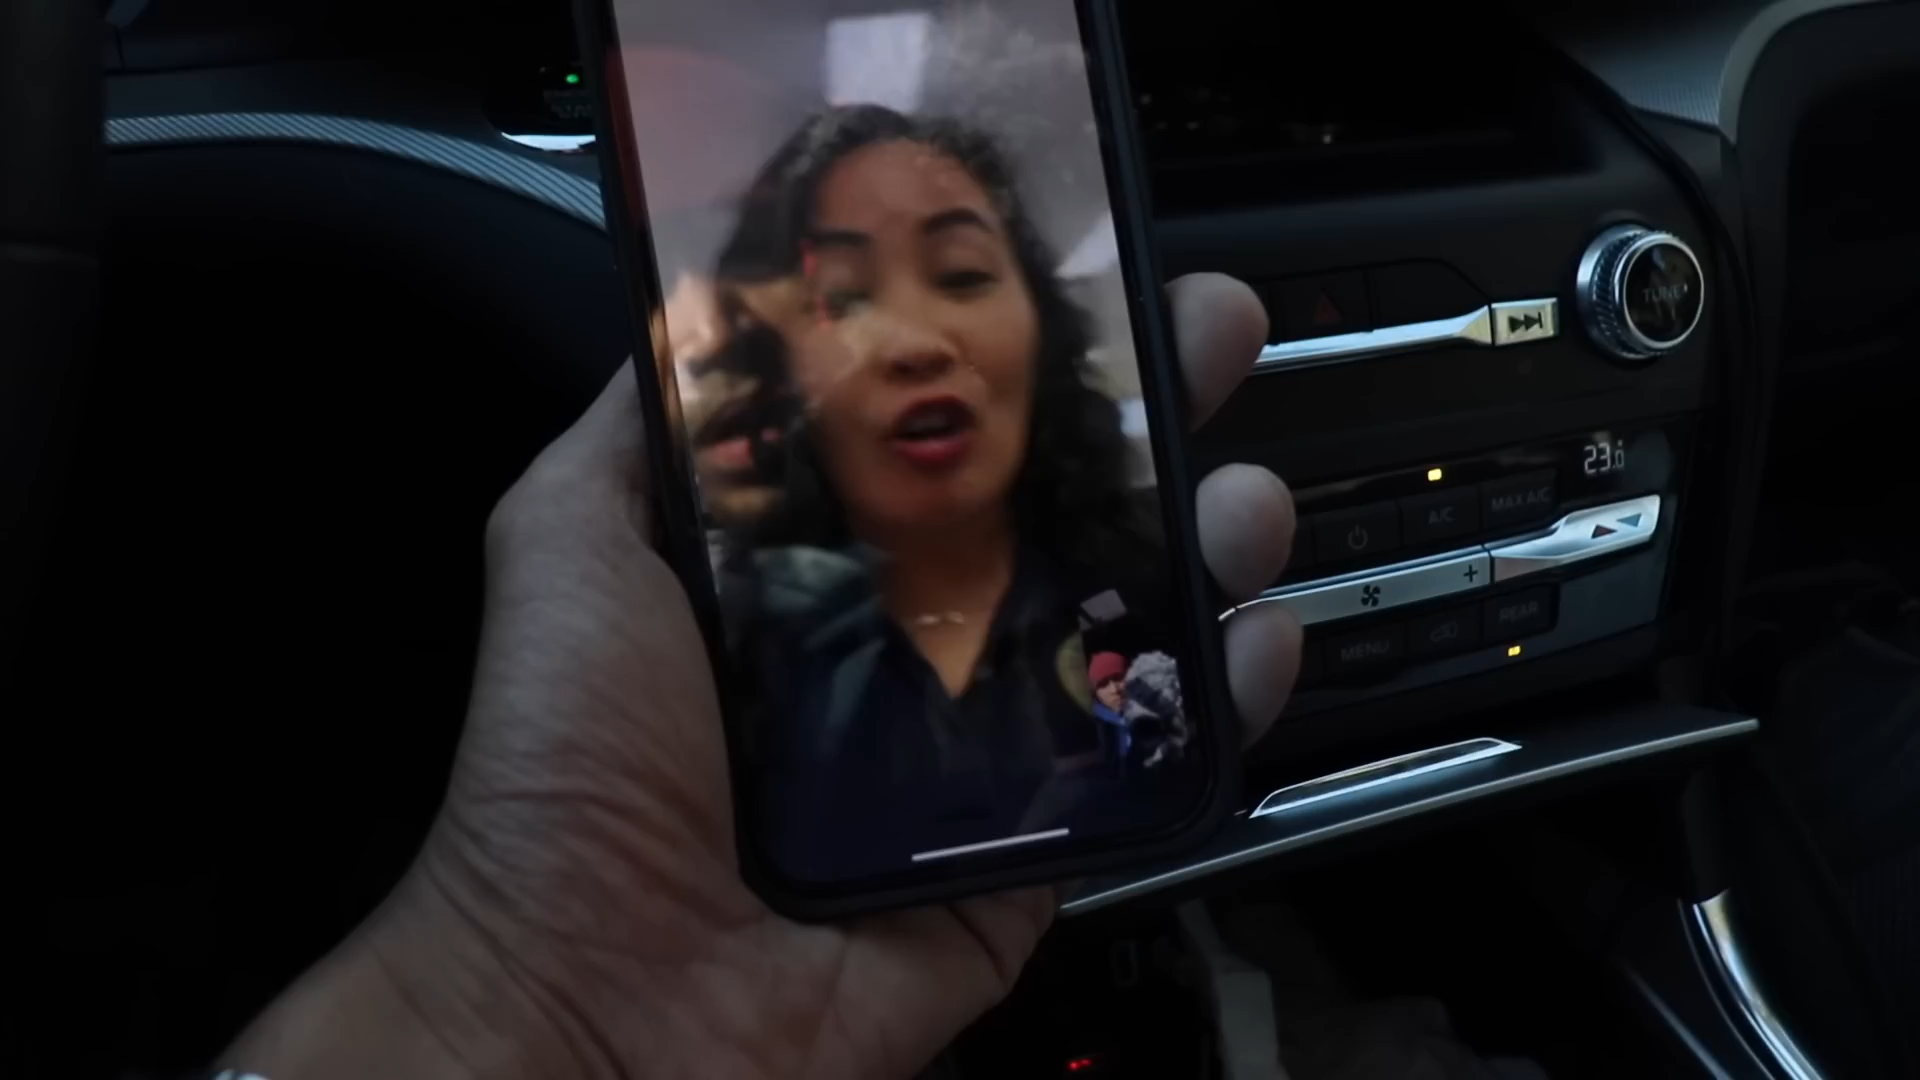 TUNE
23.0
A/C
MAX A/C
+
MENU
REAR